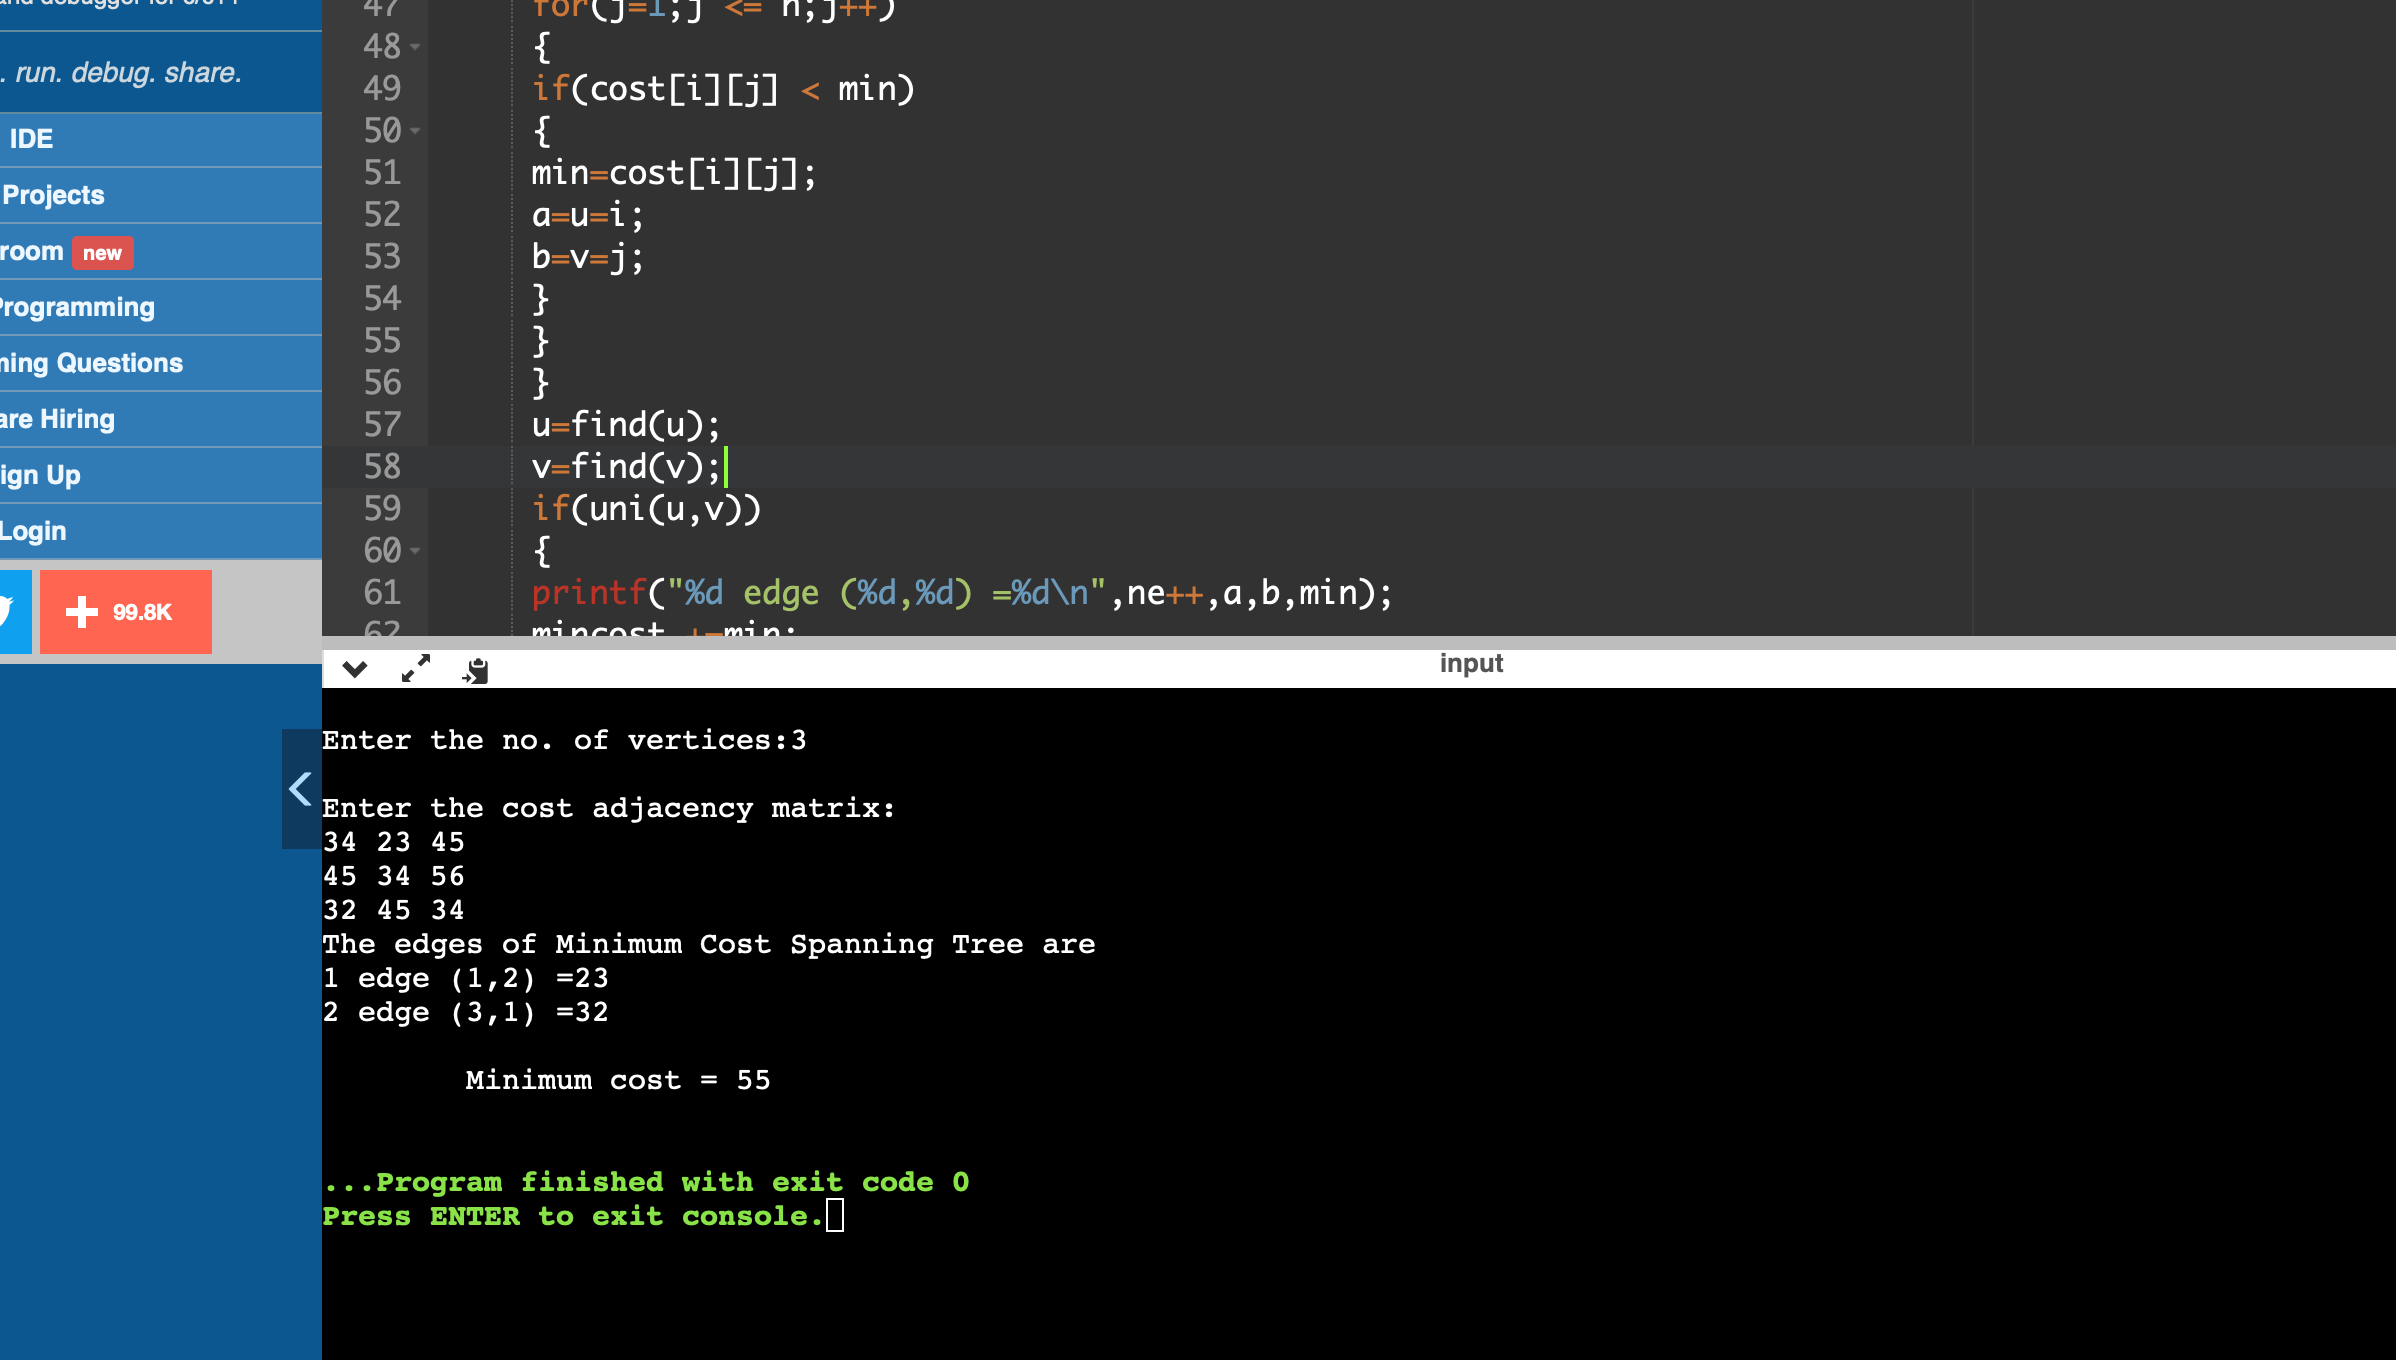 . run. debug. share.
IDE
Projects
room new
Programming
ning Questions
are Hiring
ign Up
Login
99.8K
47 for(j=1;j <= n;j++)
48 {
49 if(cost[i][j] < min)
50 {
51 min=cost[i][j];
52 a=u=i;
53 b=v=j;
54 }
55 }
56 }
57 u=find(u);
58 v=find(v);
59 if(uni(u,v))
60 {
61 printf("%d edge (%d,%d) =%d\n",ne++,a,b,min);
62 mincost +=min;
input
Enter the no. of vertices:3
Enter the cost adjacency matrix:
34 23 45
45 34 56
32 45 34
The edges of Minimum Cost Spanning Tree are
1 edge (1,2) =23
2 edge (3,1) =32
Minimum cost = 55
...Program finished with exit code 0
Press ENTER to exit console.